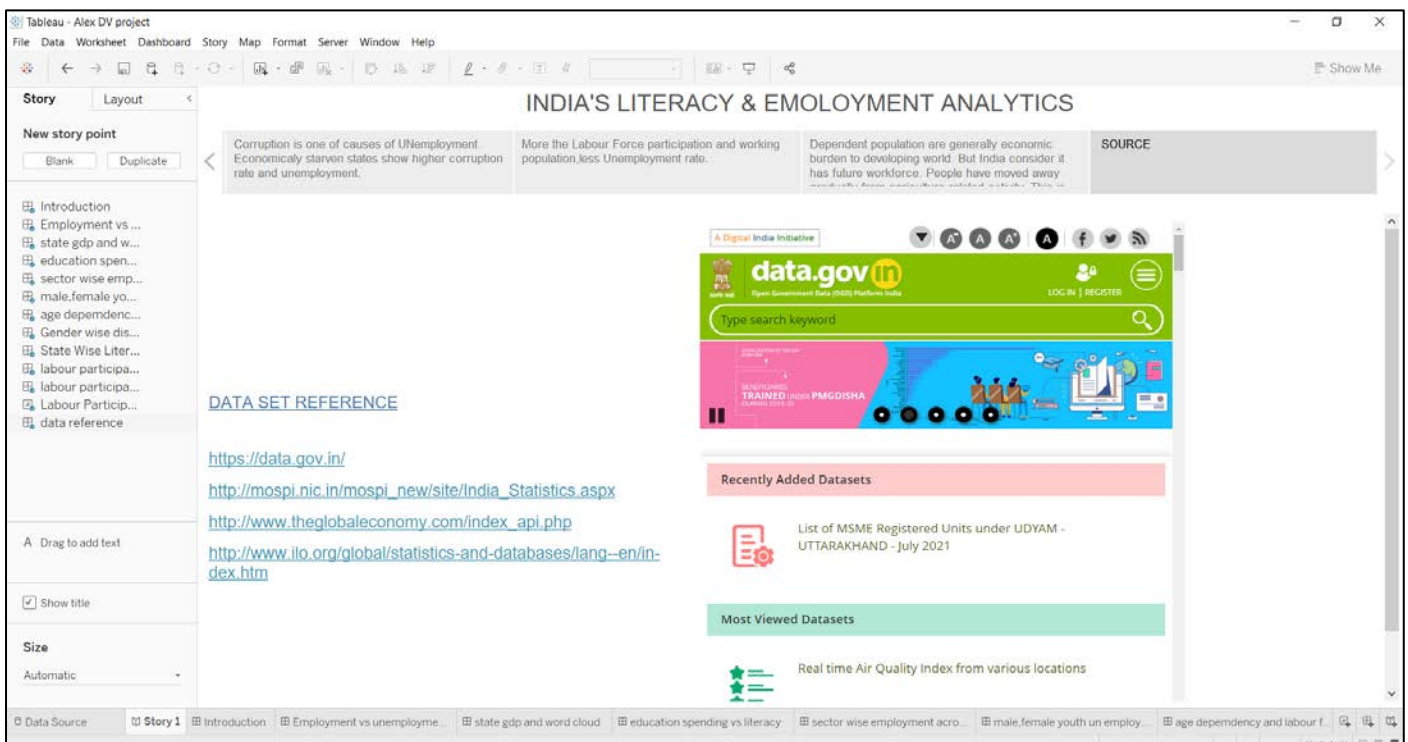 Tableau - Alex DV project
File Data Worksheet Dashboard Story Map Format Server Window Help
Show Me
Story Layout
New story point
Blank Duplicate
Introduction
Employment vs ...
state gdp and w...
education spen...
sector wise emp...
male,female yo...
age depemdenc...
Gender wise dis...
State Wise Liter...
labour participa...
labour participa...
Labour Particip...
data reference
A Drag to add text
Show title
Size
Automatic
INDIA'S LITERACY & EMOLOYMENT ANALYTICS
Corruption is one of causes of UNemployment.
Economicaly starven states show higher corruption
rate and unemployment.
More the Labour Force participation and working
population,less Unemployment rate.
Dependent population are generally economic
burden to developing world. But India consider it
has future workforce. People have moved away
SOURCE
DATA SET REFERENCE
https://data.gov.in/
http://mospi.nic.in/mospi_new/site/India_Statistics.aspx
http://www.theglobaleconomy.com/index_api.php
http://www.ilo.org/global/statistics-and-databases/lang--en/in-
dex.htm
A Digital India Initiative
A- A A+ A
data.gov in
Open Government Data (OGD) Platform India
LOG IN | REGISTER
Type search keyword
BENEFICIARIES
TRAINED UNDER PMGDISHA
Recently Added Datasets
List of MSME Registered Units under UDYAM -
UTTARAKHAND - July 2021
Most Viewed Datasets
Real time Air Quality Index from various locations
Data Source Story 1 Introduction Employment vs unemployme... state gdp and word cloud education spending vs literacy sector wise employment acro... male,female youth un employ... age depemdency and labour f...